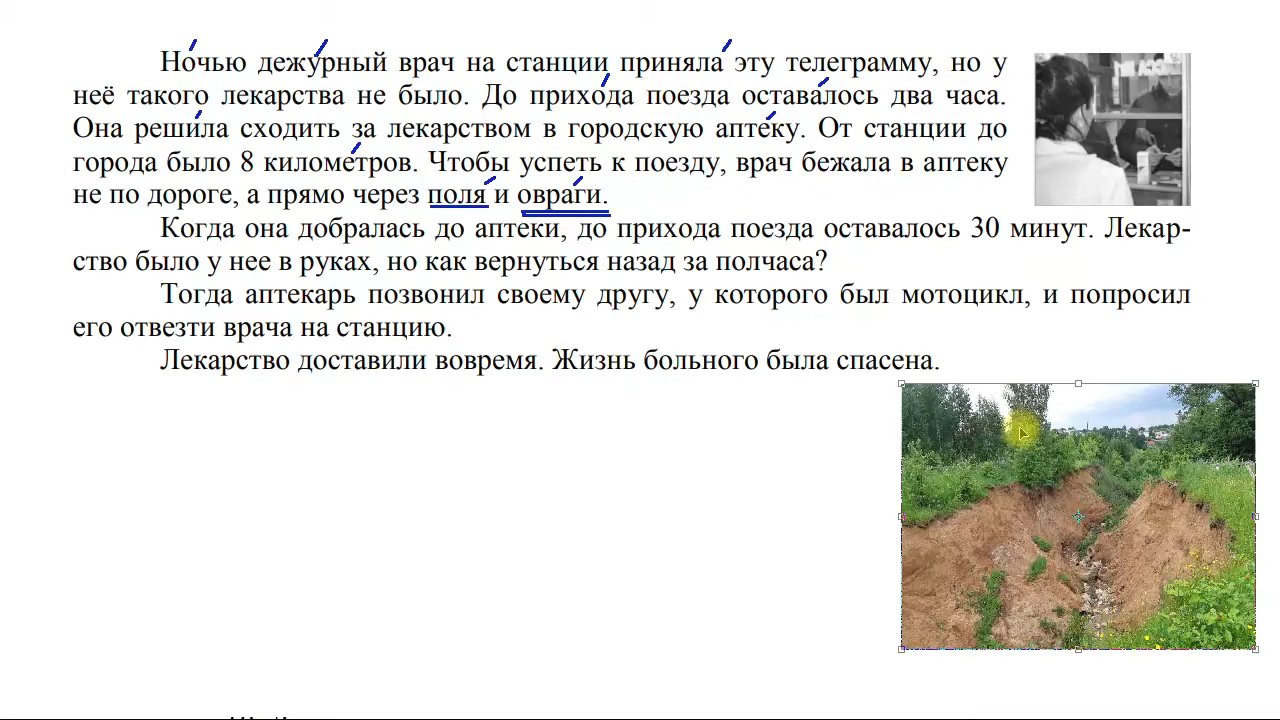 Ночью дежурный врач на станции приняла эту телеграмму, но у
неё такого лекарства не было. До прихода поезда оставалось два часа.
Она решила сходить за лекарством в городскую аптеку. От станции до
города было 8 километров. Чтобы успеть к поезду, врач бежала в аптеку
не по дороге, а прямо через поля и овраги.
Когда она добралась до аптеки, до прихода поезда оставалось 30 минут. Лекар-
ство было у нее в руках, но как вернуться назад за полчаса?
Тогда аптекарь позвонил своему другу, у которого был мотоцикл, и попросил
его отвезти врача на станцию.
Лекарство доставили вовремя. Жизнь больного была спасена.